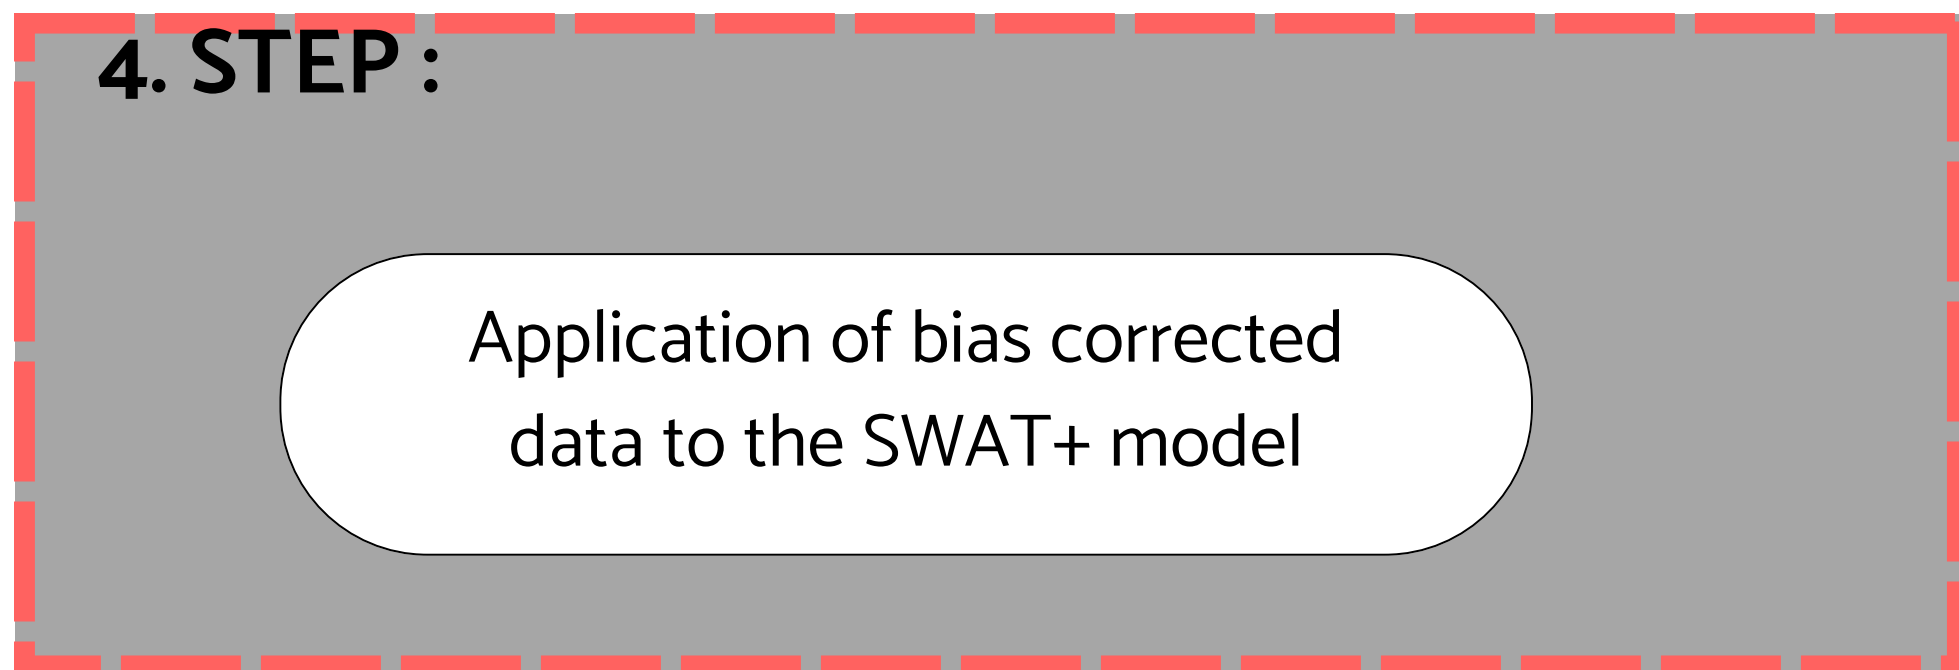 4. STEP :
Application of bias corrected
data to the SWAT+ model